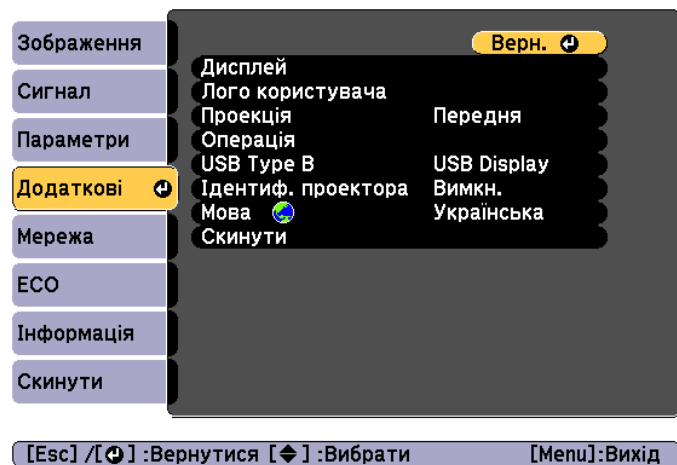 Зображення
Сигнал
Параметри
Додаткові
Мережа
ECO
Інформація
Скинути
Верн.
Дисплей
Лого користувача
Проекція Передня
Операція
USB Type B USB Display
Ідентиф. проектора Вимкн.
Мова Українська
Скинути
[Esc] /[ ] :Вернутися [ ] :Вибрати [Menu]:Вихід